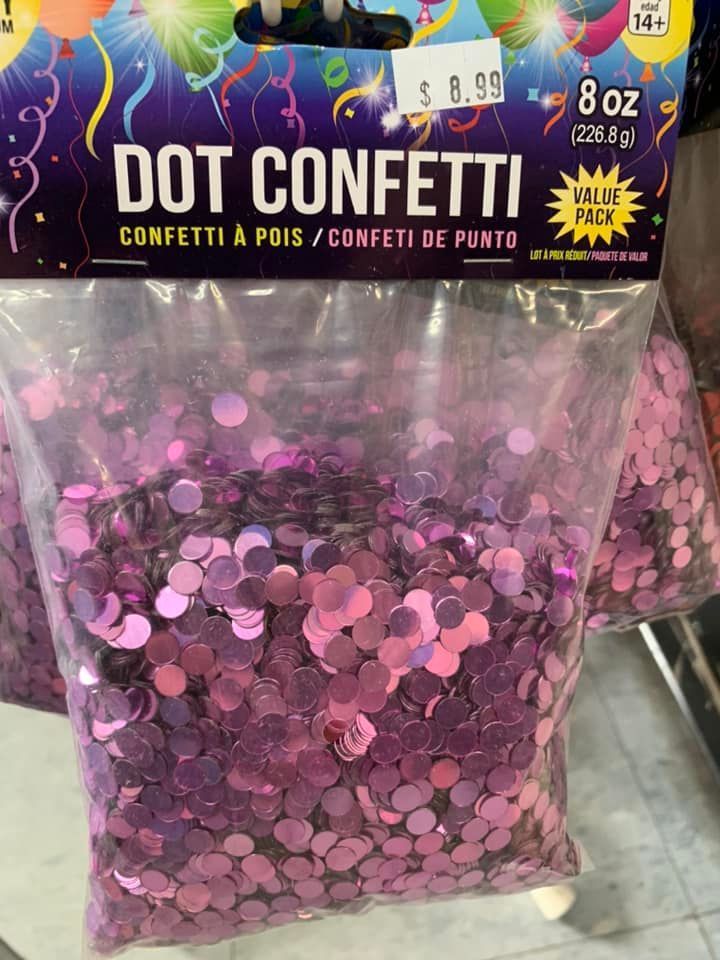 Y
UM
edad
14+
$ 8.99
8 oz
(226.8 g)
DOT CONFETTI
VALUE
PACK
CONFETTI À POIS / CONFETI DE PUNTO
LOT À PRIX RÉDUIT / PAQUETE DE VALOR